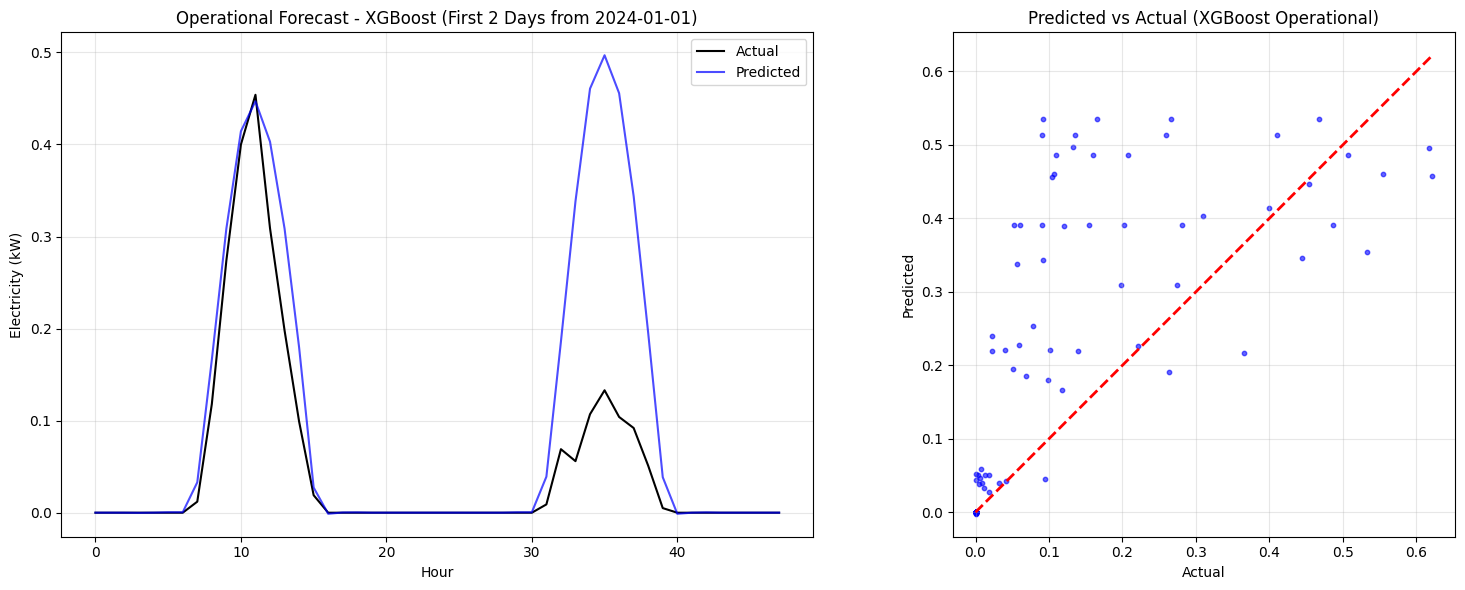 Operational Forecast - XGBoost (First 2 Days from 2024-01-01)
Electricity (kW)
0.5
0.4
0.3
0.2
0.1
0.0
0 10 20 30 40
Hour
Actual
Predicted
Predicted vs Actual (XGBoost Operational)
Predicted
0.6
0.5
0.4
0.3
0.2
0.1
0.0
0.0 0.1 0.2 0.3 0.4 0.5 0.6
Actual